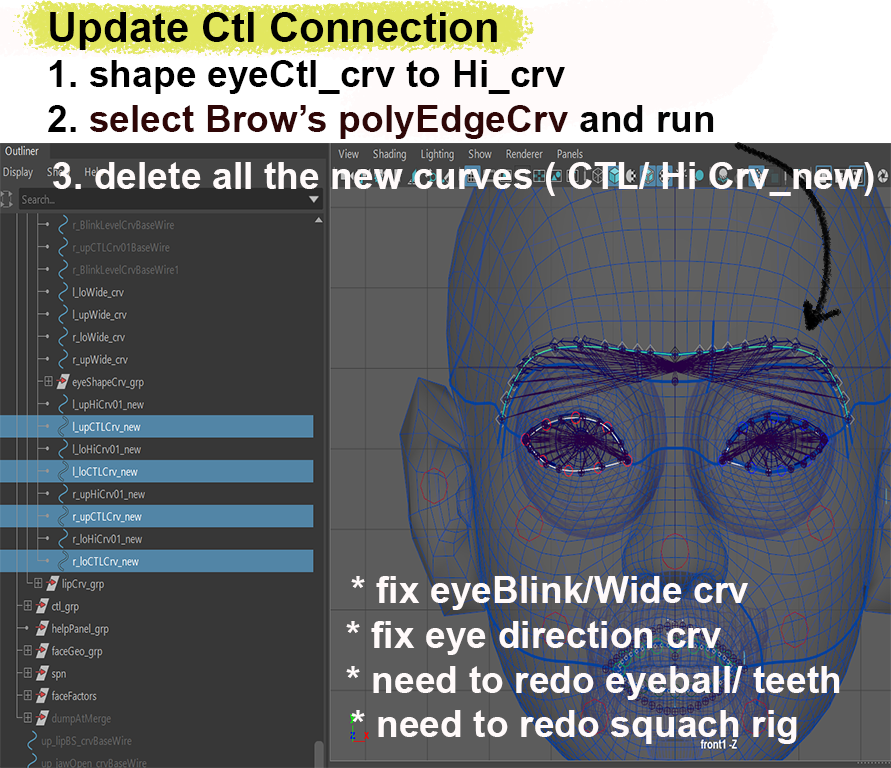 Update Ctl Connection
1. shape eyeCtl_crv to Hi_crv
2. select Brow's polyEdgeCrv and run
Outliner
View Shading Lighting Show Renderer Panels
Display Sh Hel
3. delete all the new curves ( CTL/ Hi Crv_new)
Search...
r_BlinkLevelCrvBaseWire
r_upCTLCrv01BaseWire
r_BlinkLevelCrvBaseWire1
l_loWide_crv
l_upWide_crv
r_loWide_crv
r_upWide_crv
eyeShapeCrv_grp
l_upHiCrv01_new
l_upCTLCrv_new
l_loHiCrv01_new
l_loCTLCrv_new
r_upHiCrv01_new
r_upCTLCrv_new
r_loHiCrv01_new
r_loCTLCrv_new
lipCrv_grp
ctl_grp
helpPanel_grp
faceGeo_grp
spn
faceFactors
dumpAtMerge
up_lipBS_crvBaseWire
up_jawOpen_crvBaseWire
* fix eyeBlink/Wide crv
* fix eye direction crv
* need to redo eyeball/ teeth
* need to redo squach rig
front1 -Z